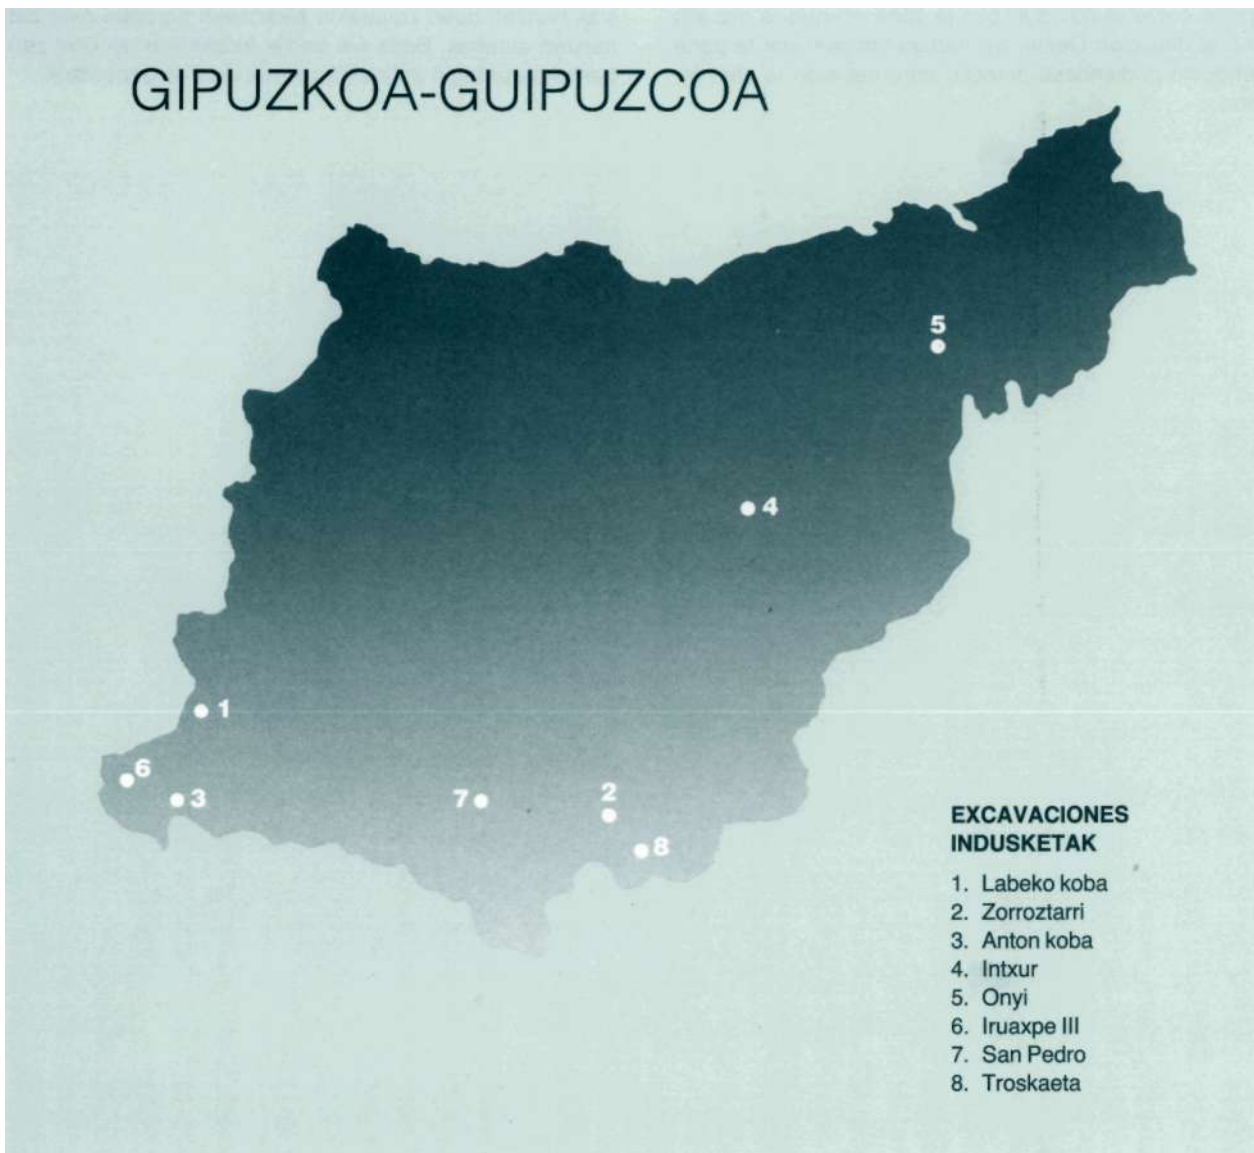 GIPUZKOA-GUIPUZCOA
5
4
1
6
3
7
2
8
EXCAVACIONES
INDUSKETAK
1. Labeko koba
2. Zorroztarri
3. Anton koba
4. Intxur
5. Onyi
6. Iruaxpe III
7. San Pedro
8. Troskaeta